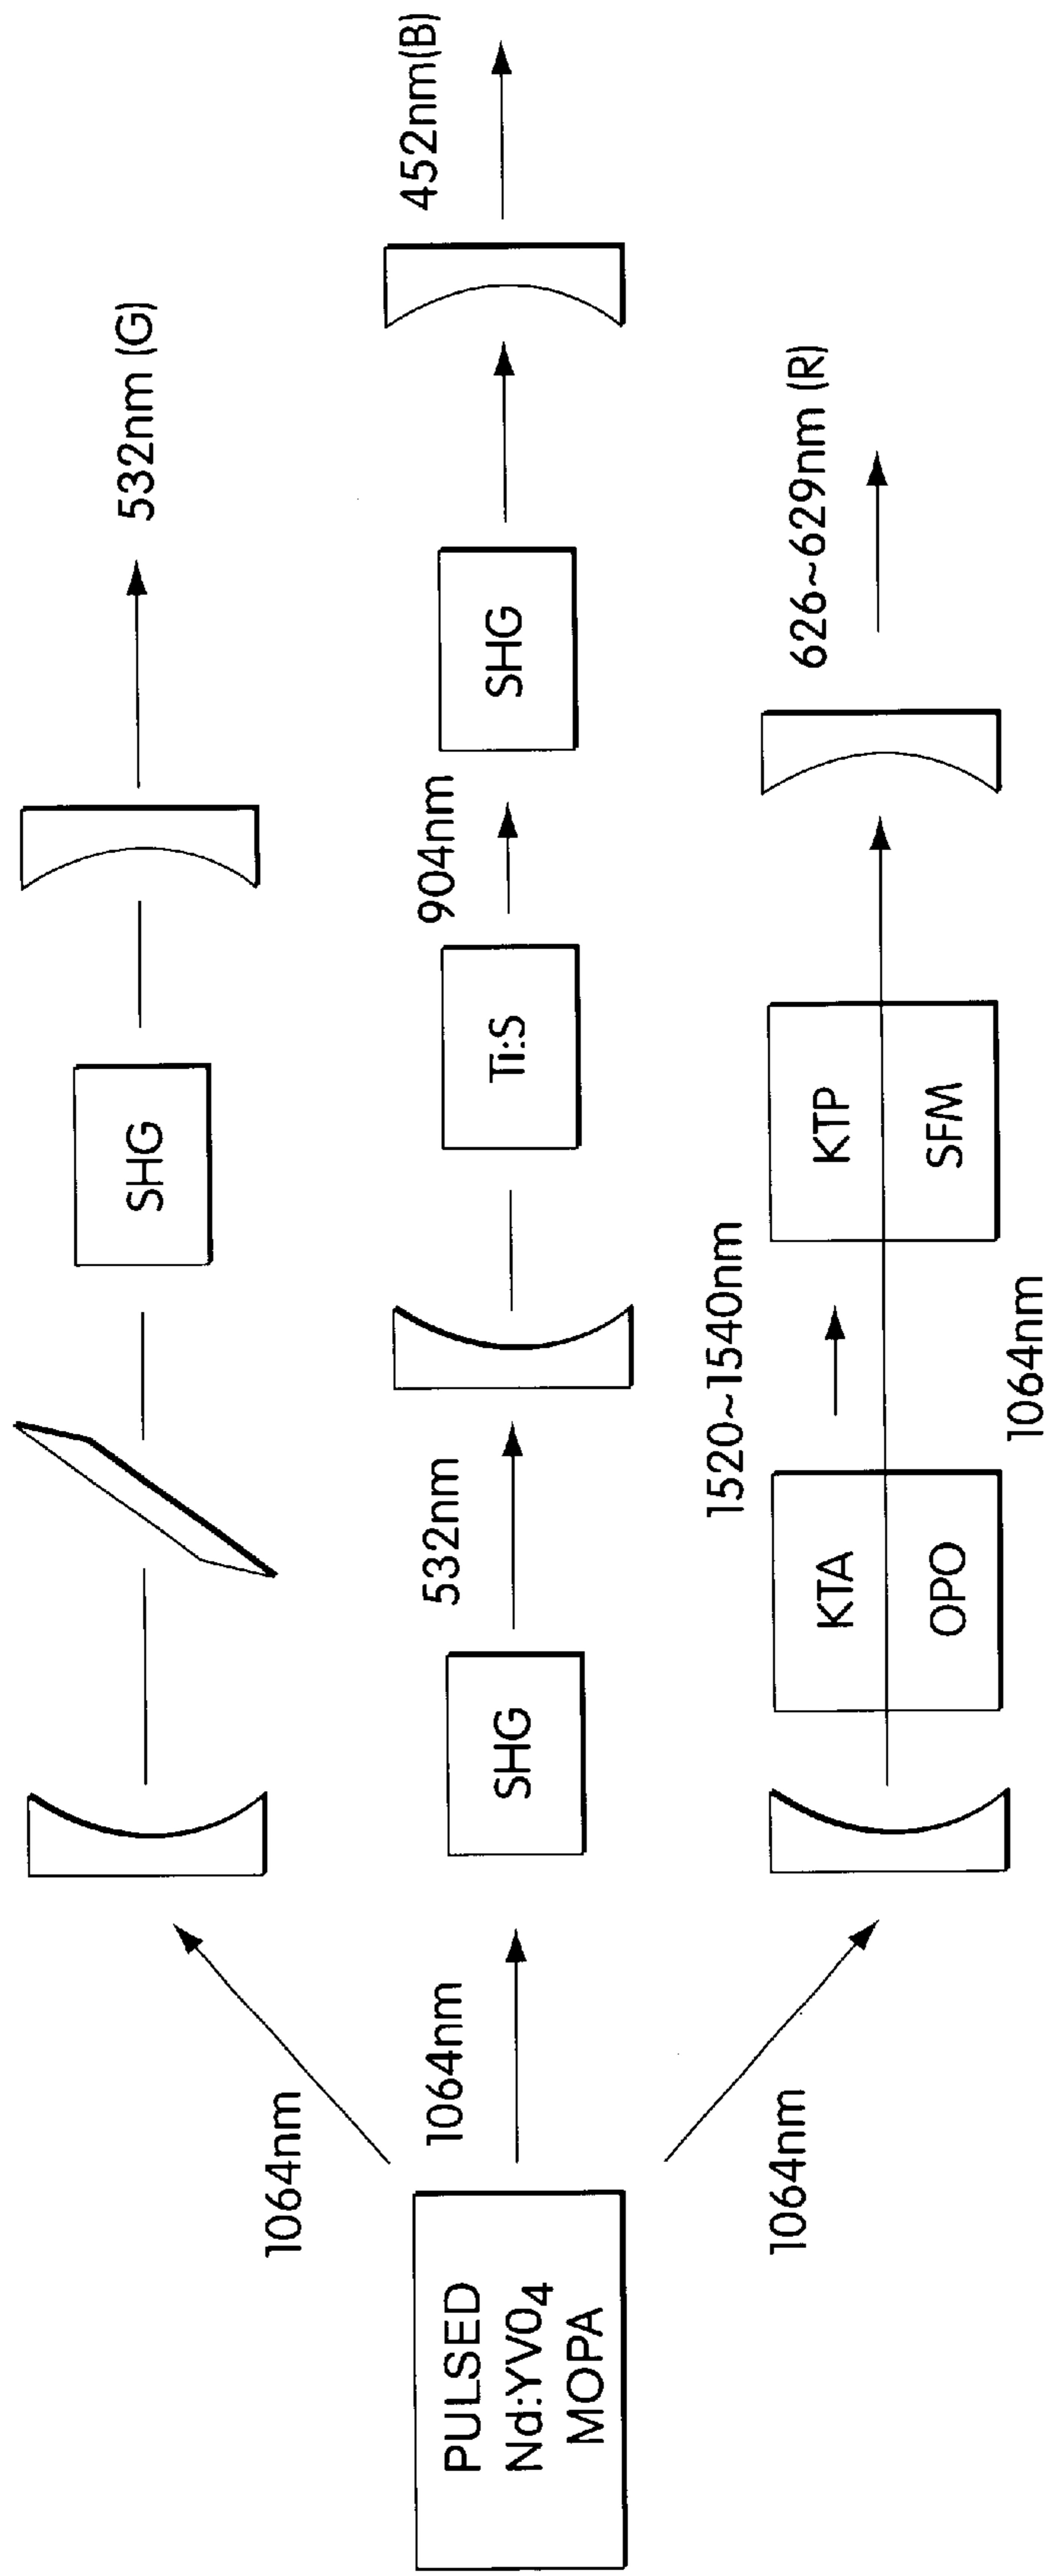 PULSED
Nd:YVO4
MOPA
1064nm
SHG
532nm (G)
1064nm
SHG
532nm
Ti:S
904nm
SHG
452nm(B)
1064nm
KTA
OPO
1520~1540nm
1064nm
KTP
SFM
626~629nm (R)